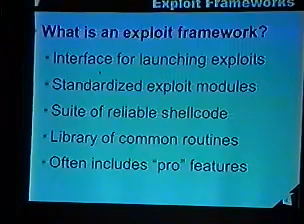 Exploit Frameworks
What is an exploit framework?
Interface for launching exploits
Standardized exploit modules
Suite of reliable shellcode
Library of common routines
Often includes "pro" features